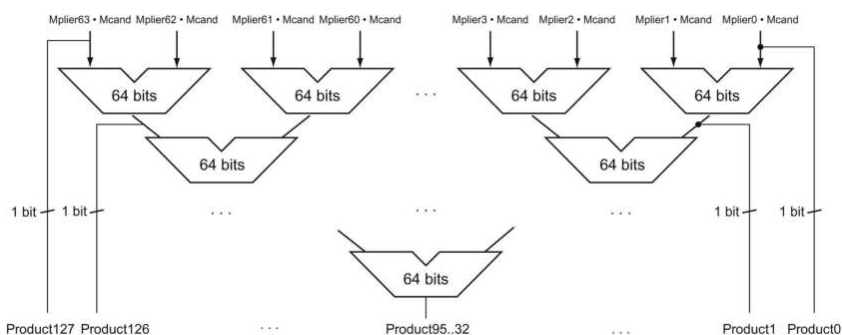 Mplier63 • Mcand Mplier62 • Mcand Mplier61 • Mcand Mplier60 • Mcand Mplier3 • Mcand Mplier2 • Mcand Mplier1 • Mcand Mplier0 • Mcand
64 bits 64 bits . . . 64 bits 64 bits
64 bits 64 bits
1 bit 1 bit . . . . . . . . . 1 bit 1 bit
64 bits
Product127 Product126 . . . Product95..32 . . . Product1 Product0